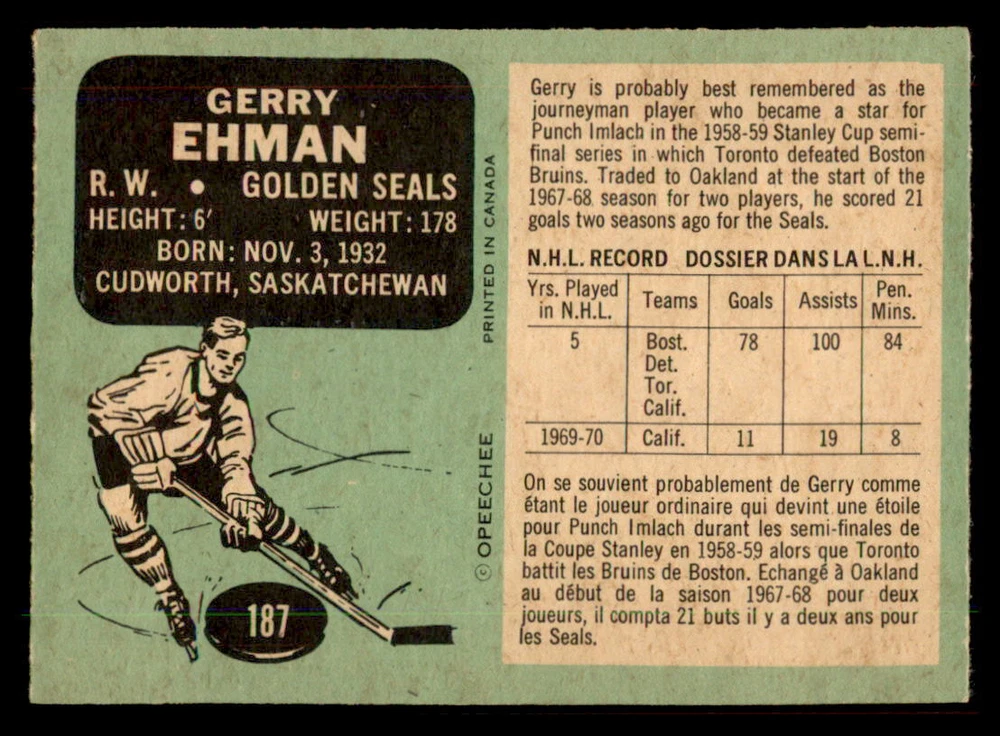 GERRY
EHMAN
R. W. • GOLDEN SEALS
HEIGHT: 6′ WEIGHT: 178
BORN: NOV. 3, 1932
CUDWORTH, SASKATCHEWAN
187
© OPEECHEE PRINTED IN CANADA
Gerry is probably best remembered as the
journeyman player who became a star for
Punch Imlach in the 1958-59 Stanley Cup semi-
final series in which Toronto defeated Boston
Bruins. Traded to Oakland at the start of the
1967-68 season for two players, he scored 21
goals two seasons ago for the Seals.
N.H.L. RECORD DOSSIER DANS LA L.N.H.
Yrs. Played Teams Goals Assists Pen.
in N.H.L. Mins.
5 Bost. 78 100 84
Det.
Tor.
Calif.
1969-70 Calif. 11 19 8
On se souvient probablement de Gerry comme
étant le joueur ordinaire qui devint une étoile
pour Punch Imlach durant les semi-finales de
la Coupe Stanley en 1958-59 alors que Toronto
battit les Bruins de Boston. Echangé à Oakland
au début de la saison 1967-68 pour deux
joueurs, il compta 21 buts il y a deux ans pour
les Seals.